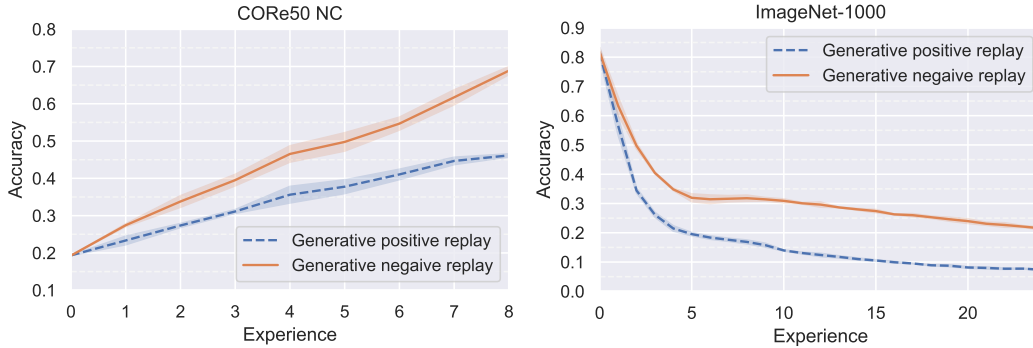 CORe50 NC
0.8
0.7
0.6
0.5
0.4
0.3
0.2
0.1
Accuracy
0 1 2 3 4 5 6 7 8
Experience
Generative positive replay
Generative negaive replay
ImageNet-1000
0.9
0.8
0.7
0.6
0.5
0.4
0.3
0.2
0.1
0.0
Accuracy
0 5 10 15 20
Experience
Generative positive replay
Generative negaive replay